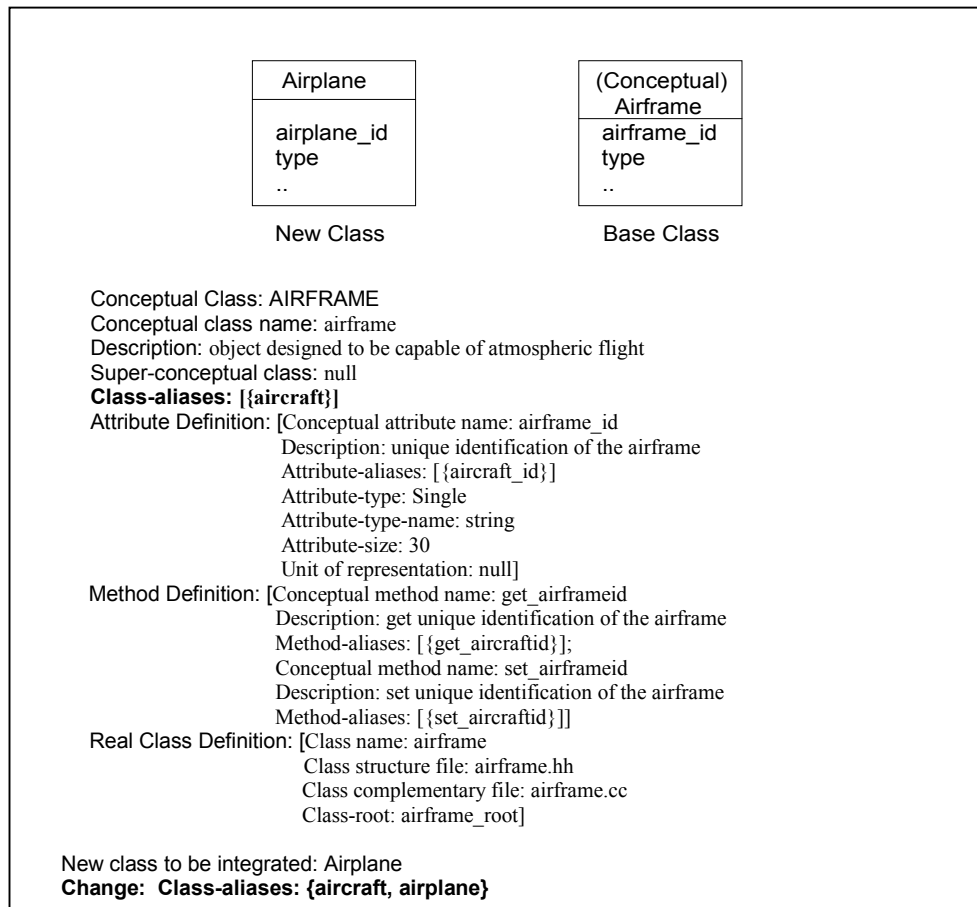 Airplane
airplane_id
type
..
New Class
(Conceptual)
Airframe
airframe_id
type
..
Base Class
Conceptual Class: AIRFRAME
Conceptual class name: airframe
Description: object designed to be capable of atmospheric flight
Super-conceptual class: null
Class-aliases: [{aircraft}]
Attribute Definition: [Conceptual attribute name: airframe_id
Description: unique identification of the airframe
Attribute-aliases: [{aircraft_id}]
Attribute-type: Single
Attribute-type-name: string
Attribute-size: 30
Unit of representation: null]
Method Definition: [Conceptual method name: get_airframeid
Description: get unique identification of the airframe
Method-aliases: [{get_aircraftid}];
Conceptual method name: set_airframeid
Description: set unique identification of the airframe
Method-aliases: [{set_aircraftid}]]
Real Class Definition: [Class name: airframe
Class structure file: airframe.hh
Class complementary file: airframe.cc
Class-root: airframe_root]
New class to be integrated: Airplane
Change: Class-aliases: {aircraft, airplane}